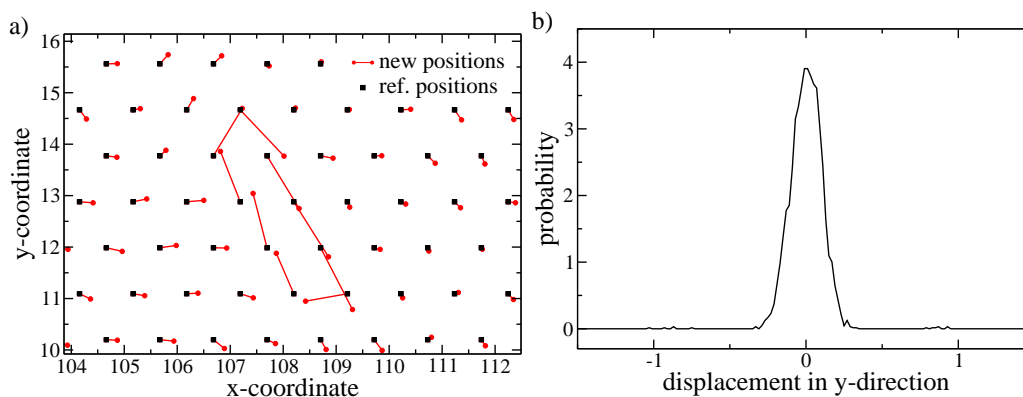 a)
new positions
ref. positions
16
15
14
13
12
11
10
y-coordinate
104 105 106 107 108 109 110 111 112
x-coordinate
b)
4
3
2
1
0
probability
-1 0 1
displacement in y-direction